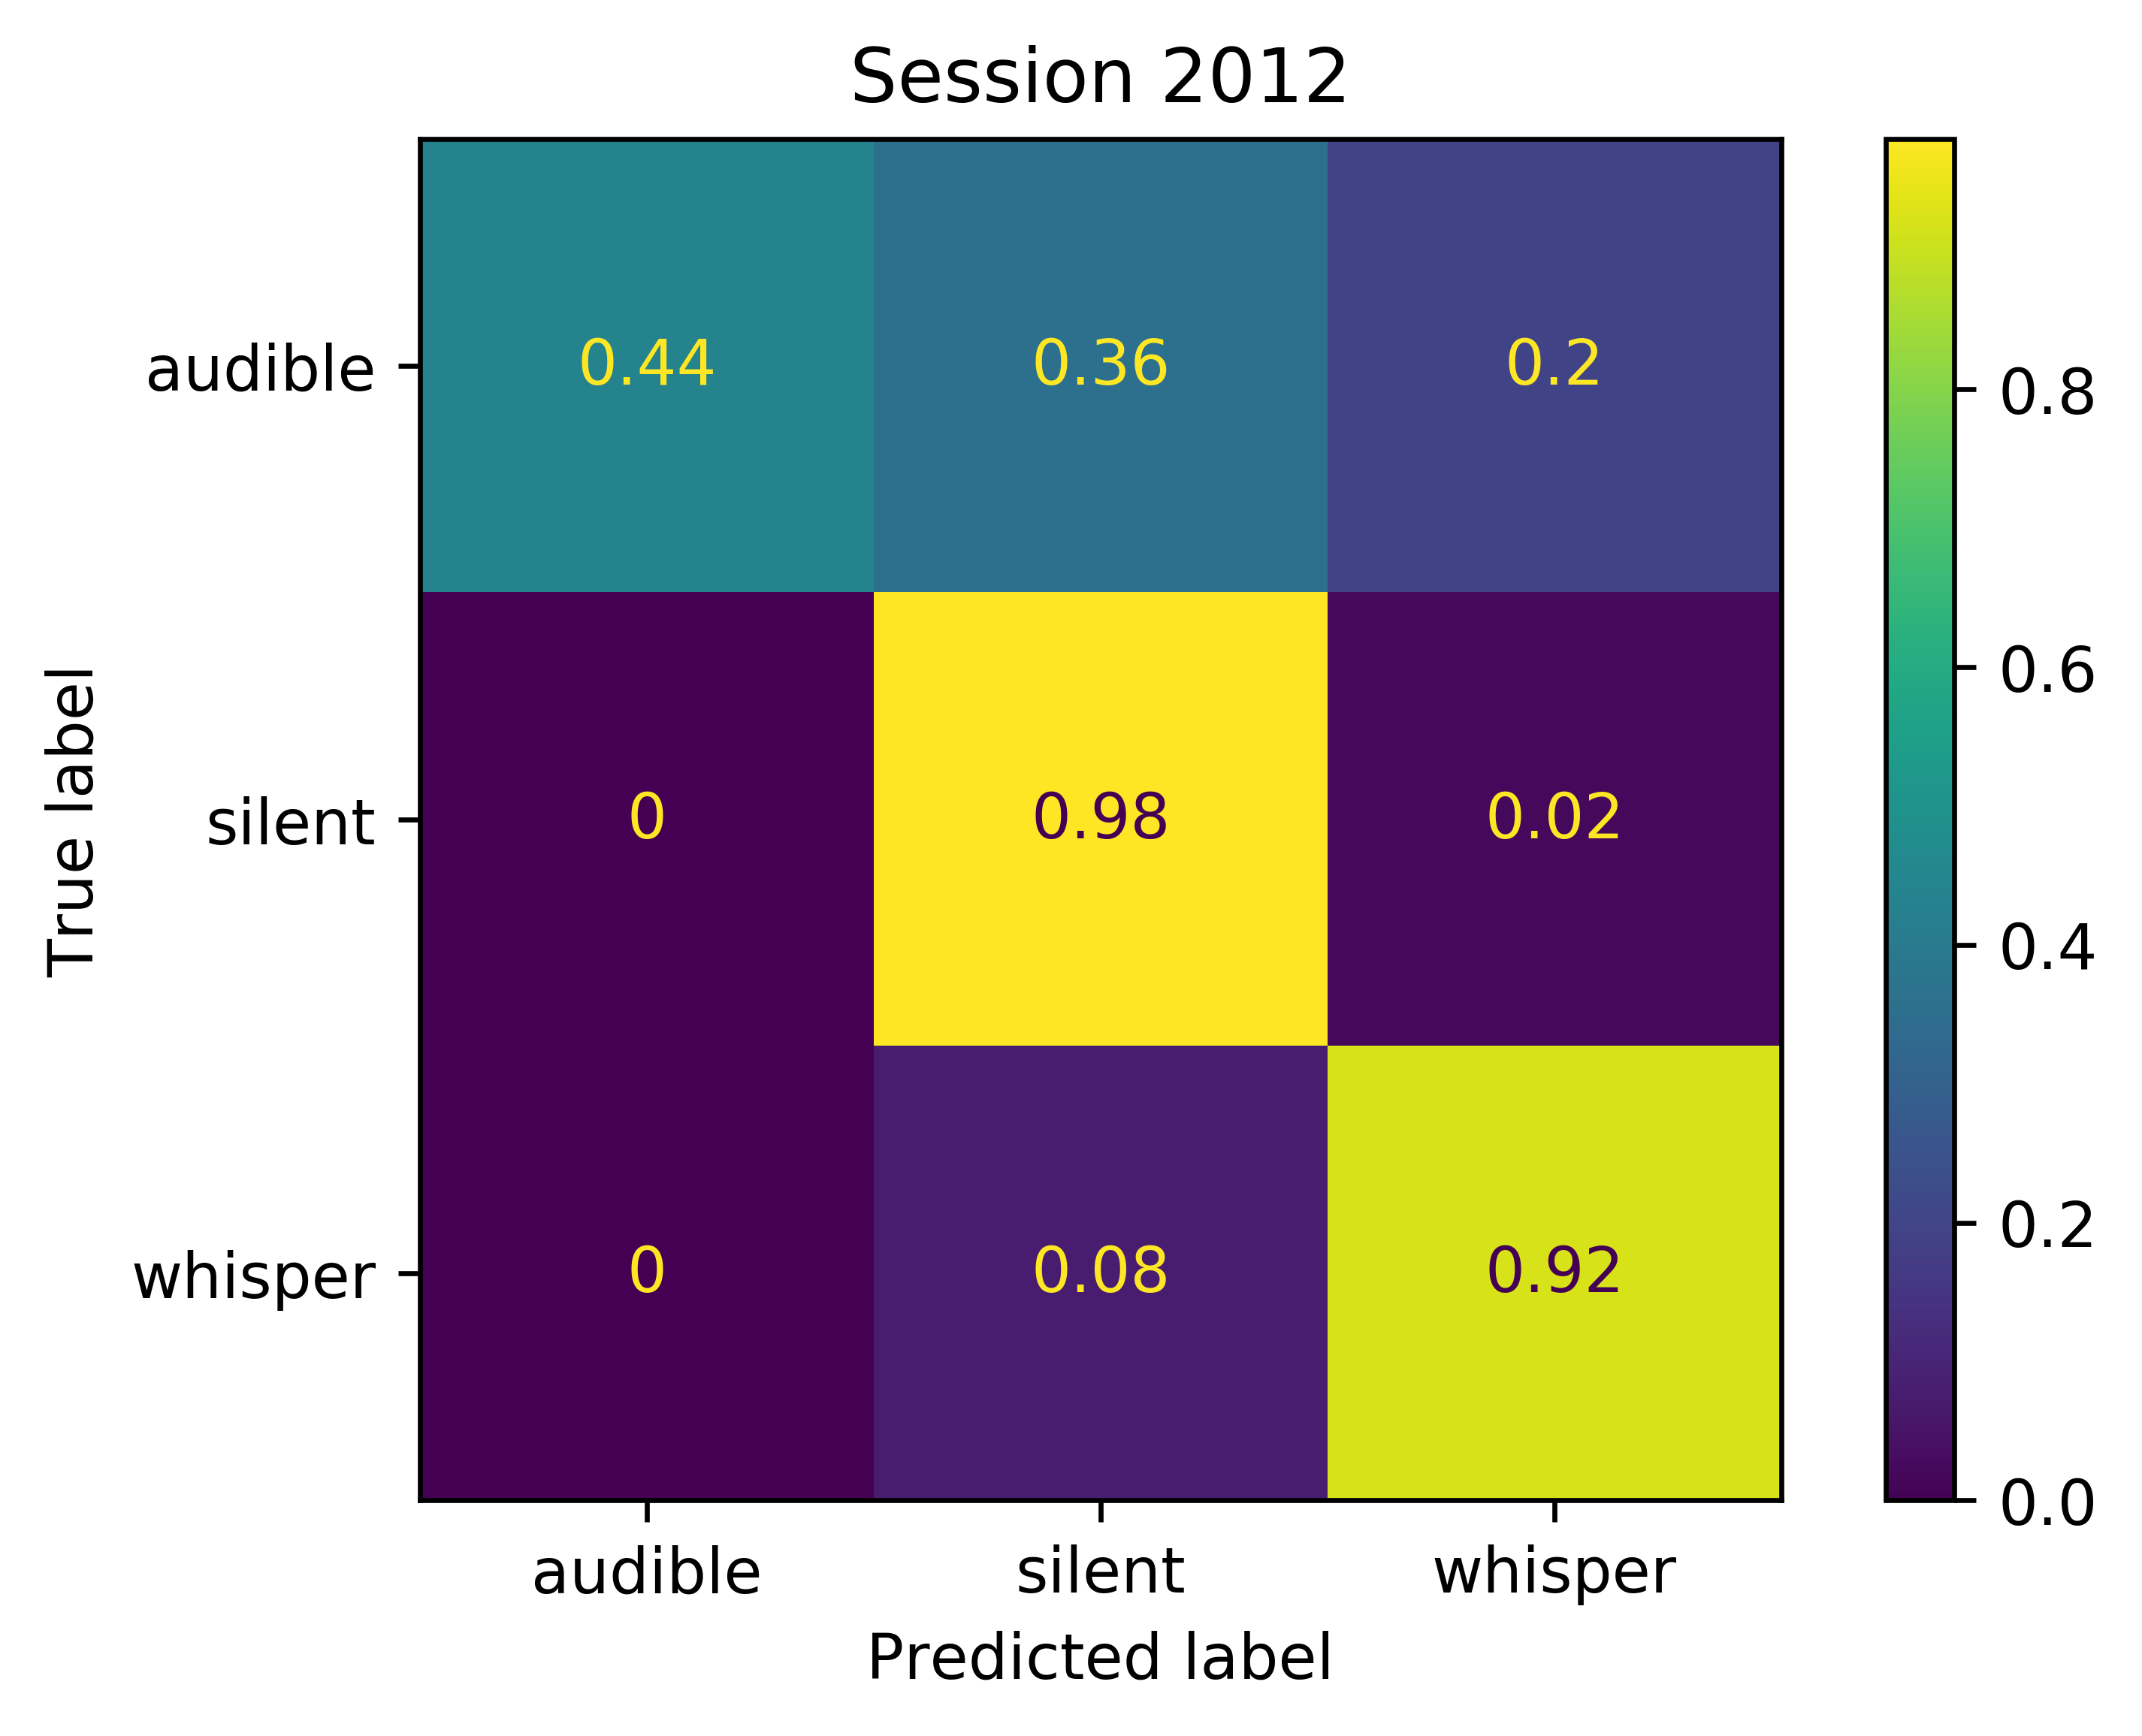 Session 2012
audible 0.44 0.36 0.2
silent 0 0.98 0.02
whisper 0 0.08 0.92
audible silent whisper
Predicted label
True label
0.8
0.6
0.4
0.2
0.0